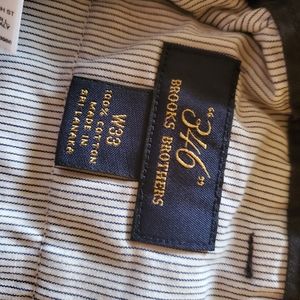 "346"
BROOKS BROTHERS
W33
100% COTTON
MADE IN
SRI LANKA